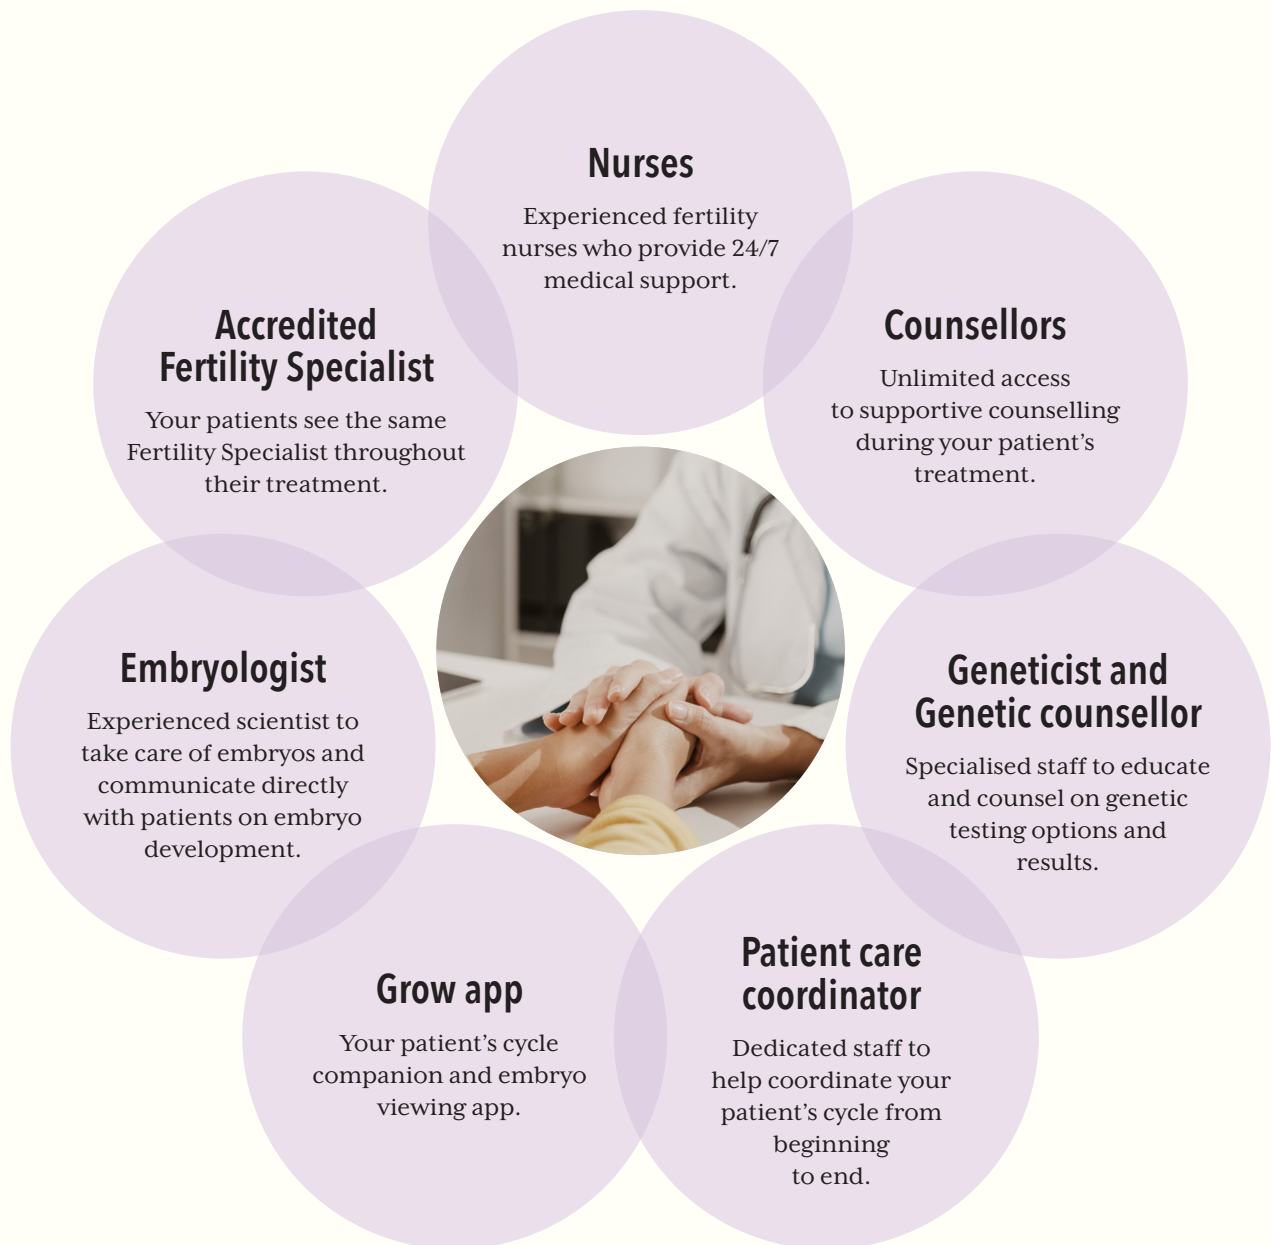 Nurses
Experienced fertility
nurses who provide 24/7
medical support.
Accredited
Fertility Specialist
Your patients see the same
Fertility Specialist throughout
their treatment.
Counsellors
Unlimited access
to supportive counselling
during your patient’s
treatment.
Embryologist
Experienced scientist to
take care of embryos and
communicate directly
with patients on embryo
development.
Geneticist and
Genetic counsellor
Specialised staff to educate
and counsel on genetic
testing options and
results.
Grow app
Your patient’s cycle
companion and embryo
viewing app.
Patient care
coordinator
Dedicated staff to
help coordinate your
patient’s cycle from
beginning
to end.